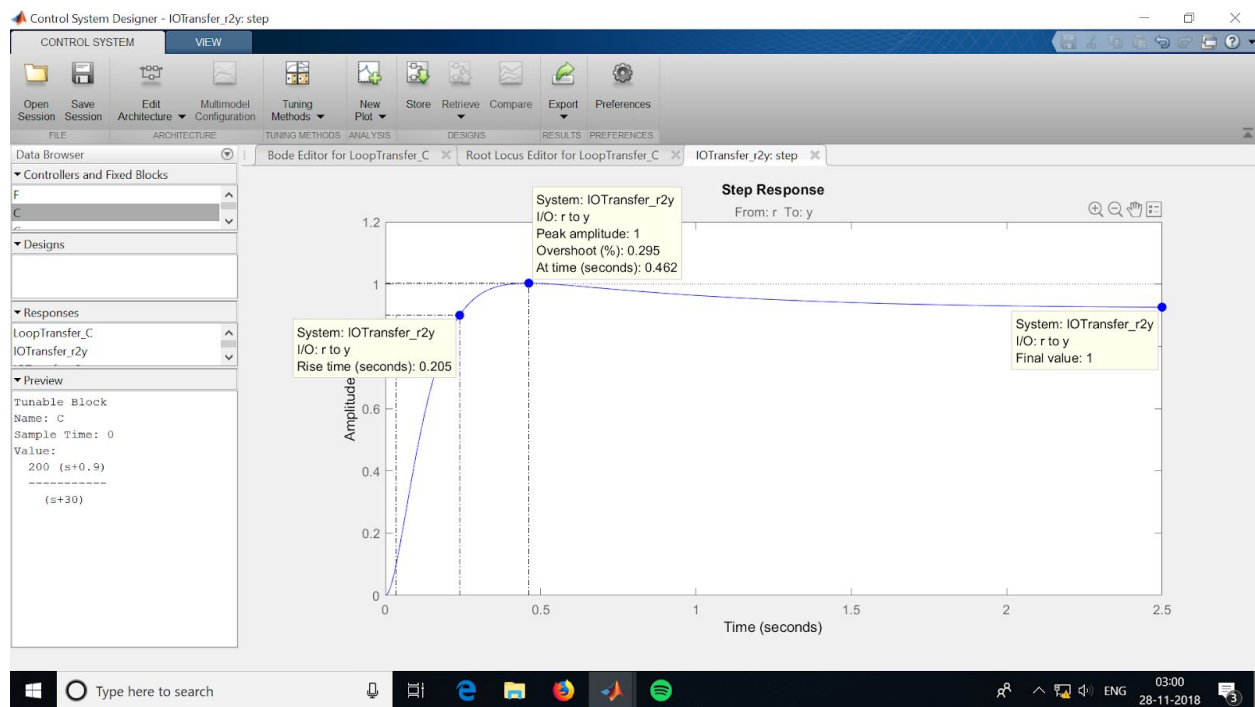 Control System Designer - IOTransfer_r2y: step
CONTROL SYSTEM
VIEW
Open Session
Save Session
Edit Architecture
Multimodel Configuration
Tuning Methods
New Plot
Store
Retrieve
Compare
Export
Preferences
FILE
ARCHITECTURE
TUNING METHODS
ANALYSIS
DESIGNS
RESULTS
PREFERENCES
Data Browser
Bode Editor for LoopTransfer_C
Root Locus Editor for LoopTransfer_C
IOTransfer_r2y: step
Controllers and Fixed Blocks
F
C
Designs
Responses
LoopTransfer_C
IOTransfer_r2y
Preview
Tunable Block
Name: C
Sample Time: 0
Value:
200 (s+0.9)
-----------
(s+30)
Step Response
From: r To: y
System: IOTransfer_r2y
I/O: r to y
Peak amplitude: 1
Overshoot (%): 0.295
At time (seconds): 0.462
System: IOTransfer_r2y
I/O: r to y
Rise time (seconds): 0.205
System: IOTransfer_r2y
I/O: r to y
Final value: 1
1.2
1
0.6
0.4
0.2
0
Amplitude
0
0.5
1
1.5
2
2.5
Time (seconds)
Type here to search
ENG
03:00
28-11-2018
3